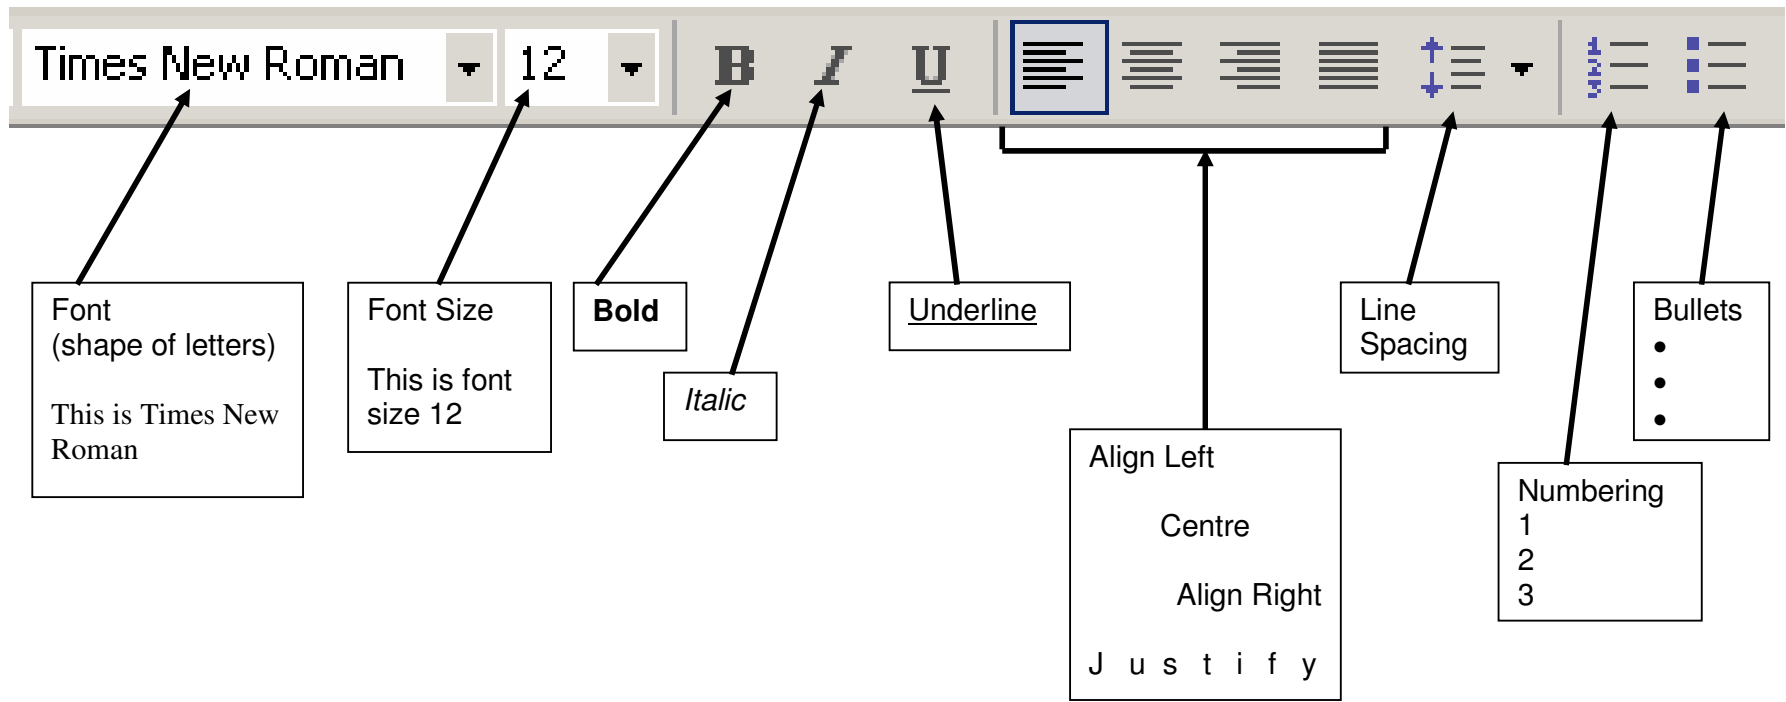 Times New Roman 12 B I U
Font
(shape of letters)
This is Times New
Roman
Font Size
This is font
size 12
Bold
Italic
Underline
Align Left
Centre
Align Right
J u s t i f y
Line
Spacing
Numbering
1
2
3
Bullets
•
•
•